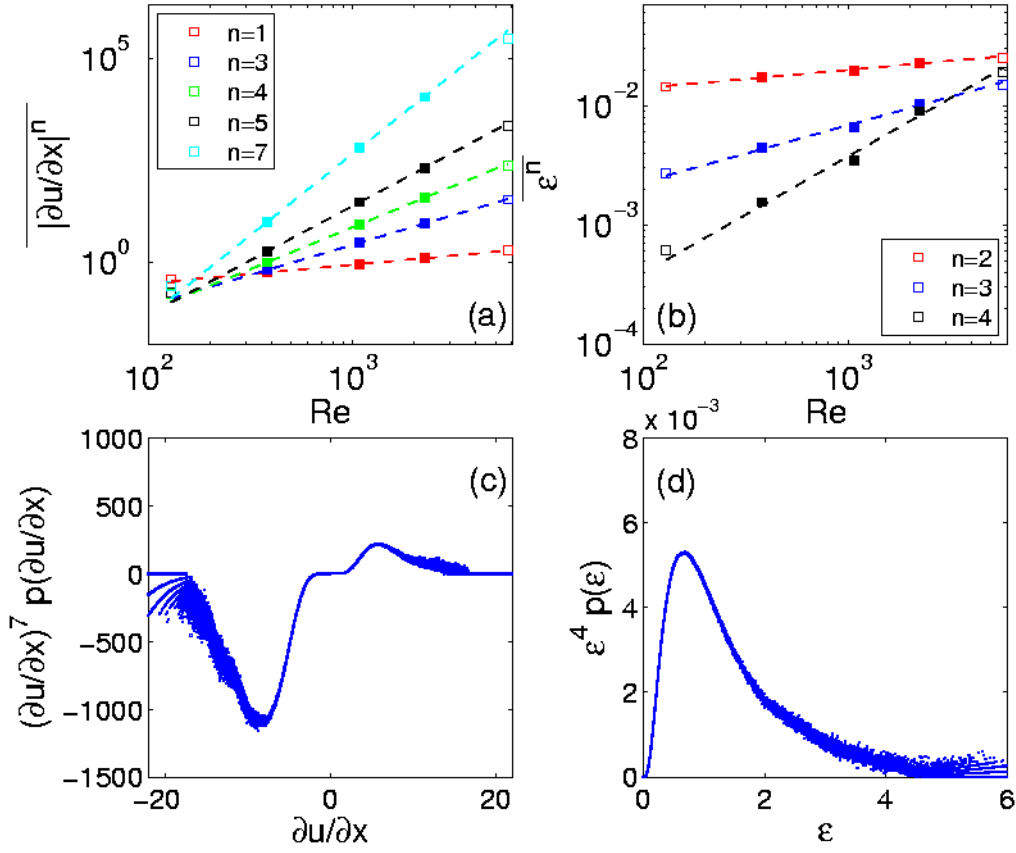 n=1
n=3
n=4
n=5
n=7
10^5
10^0
|∂u/∂x|^n
(a)
10^2
10^3
Re
10^-2
10^-3
10^-4
ε^n
n=2
n=3
n=4
(b)
10^2
10^3
Re
1000
500
0
−500
−1000
−1500
(∂u/∂x)^7 p(∂u/∂x)
(c)
−20
0
20
∂u/∂x
x 10^-3
8
6
4
2
0
ε^4 p(ε)
(d)
0
2
4
6
ε